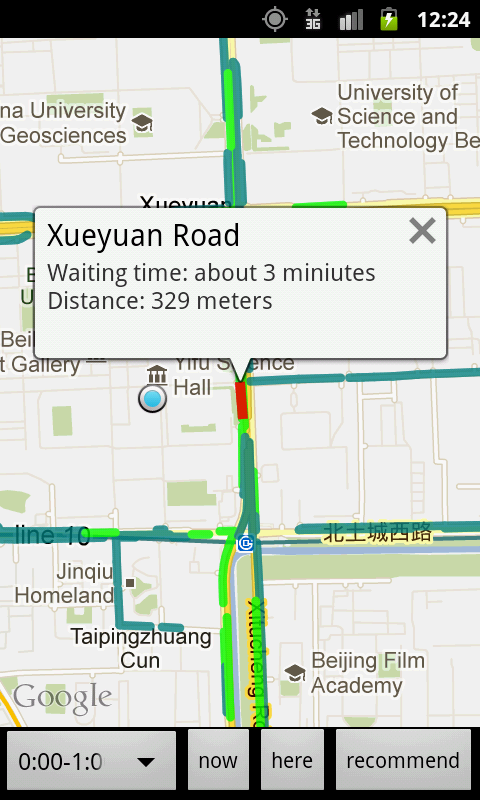 3G
12:24
na University
Geosciences
University of
Science and
Technology Be
Xueyuan
Xueyuan Road
Waiting time: about 3 miniutes
Distance: 329 meters
E
U
Bei
t Gallery
Yifu Science
Hall
line 10
北土城西路
Jinqiu
Homeland
Taipingzhuang
Cun
Xitucheng Ro
Beijing Film
Academy
Google
0:00-1:0
now
here
recommend